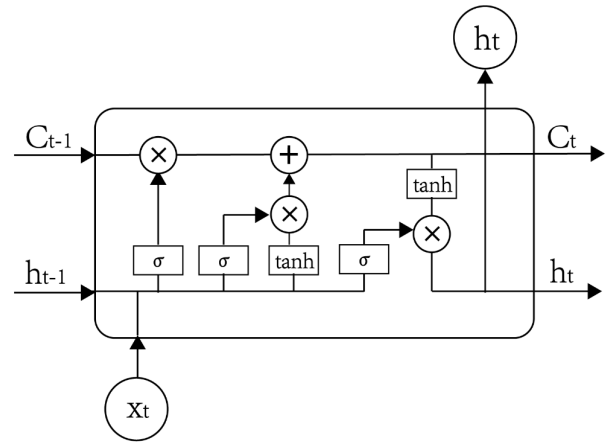 ht
Ct-1
×
+
Ct
tanh
×
×
σ
σ
tanh
σ
ht-1
ht
xt